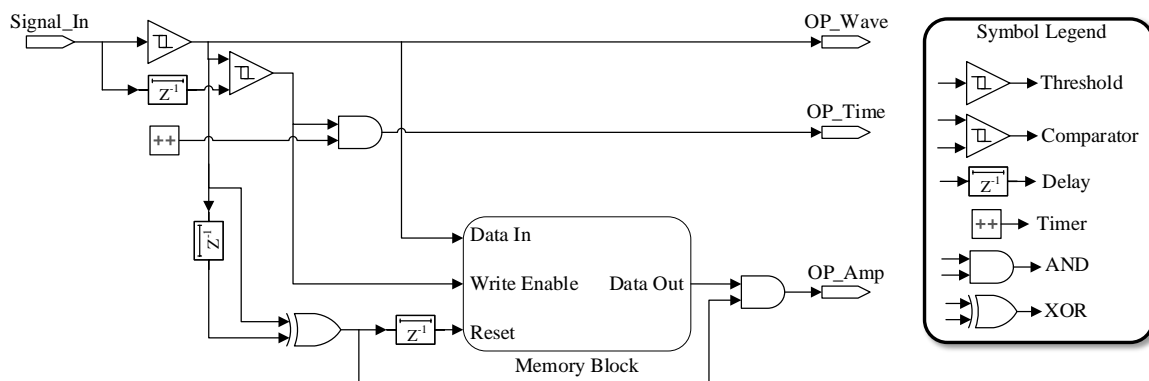 Signal_In
OP_Wave
Z-1
++
OP_Time
Z-1
Data In
Write Enable
Data Out
Reset
Z-1
Memory Block
OP_Amp
Symbol Legend
Threshold
Comparator
Z-1
Delay
++
Timer
AND
XOR